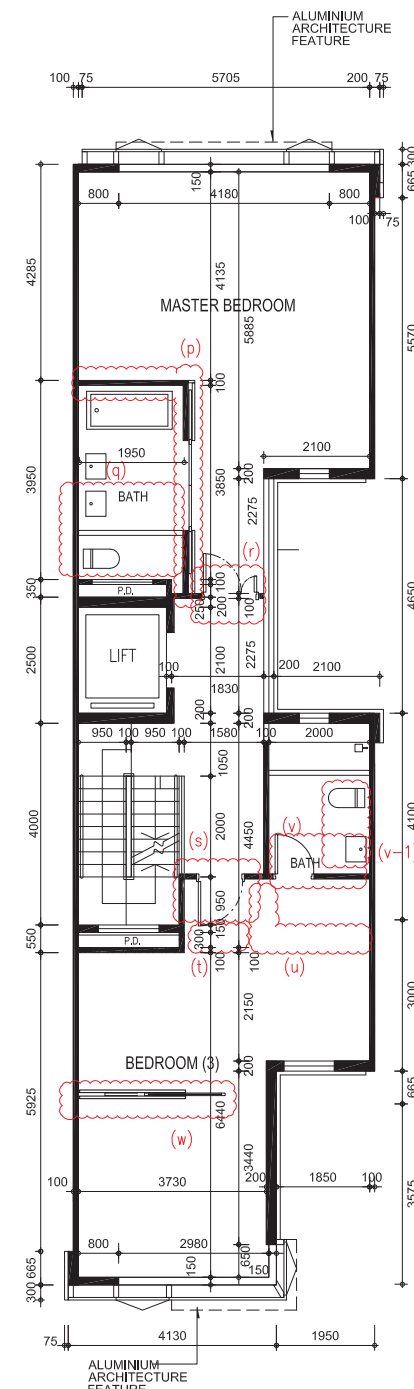 ALUMINIUM
ARCHITECTURE
FEATURE
100 75 5705 200 75
300
665
150
800 4180 800
100 75
4285
4135
5885
5570
MASTER BEDROOM
(p)
100
1950
(q)
BATH
3950
3850
200
2100
2275
(r)
350
P.D.
250
100
200
100
4650
LIFT
2500
2100
2275
100
1830
200
2100
200
200
950 100 950 100 1580 100 2000
1050
4000
2000
4450
4100
(s)
(v)
BATH
(v-1)
950
550
P.D.
150
300
100
100
(t)
(u)
2150
3000
BEDROOM (3)
200
665
5925
6440
(w)
3440
3575
100
3730
200
1850
100
800 2980
650
665
150
150
300
75
4130
1950
ALUMINIUM
ARCHITECTURE
FEATURE